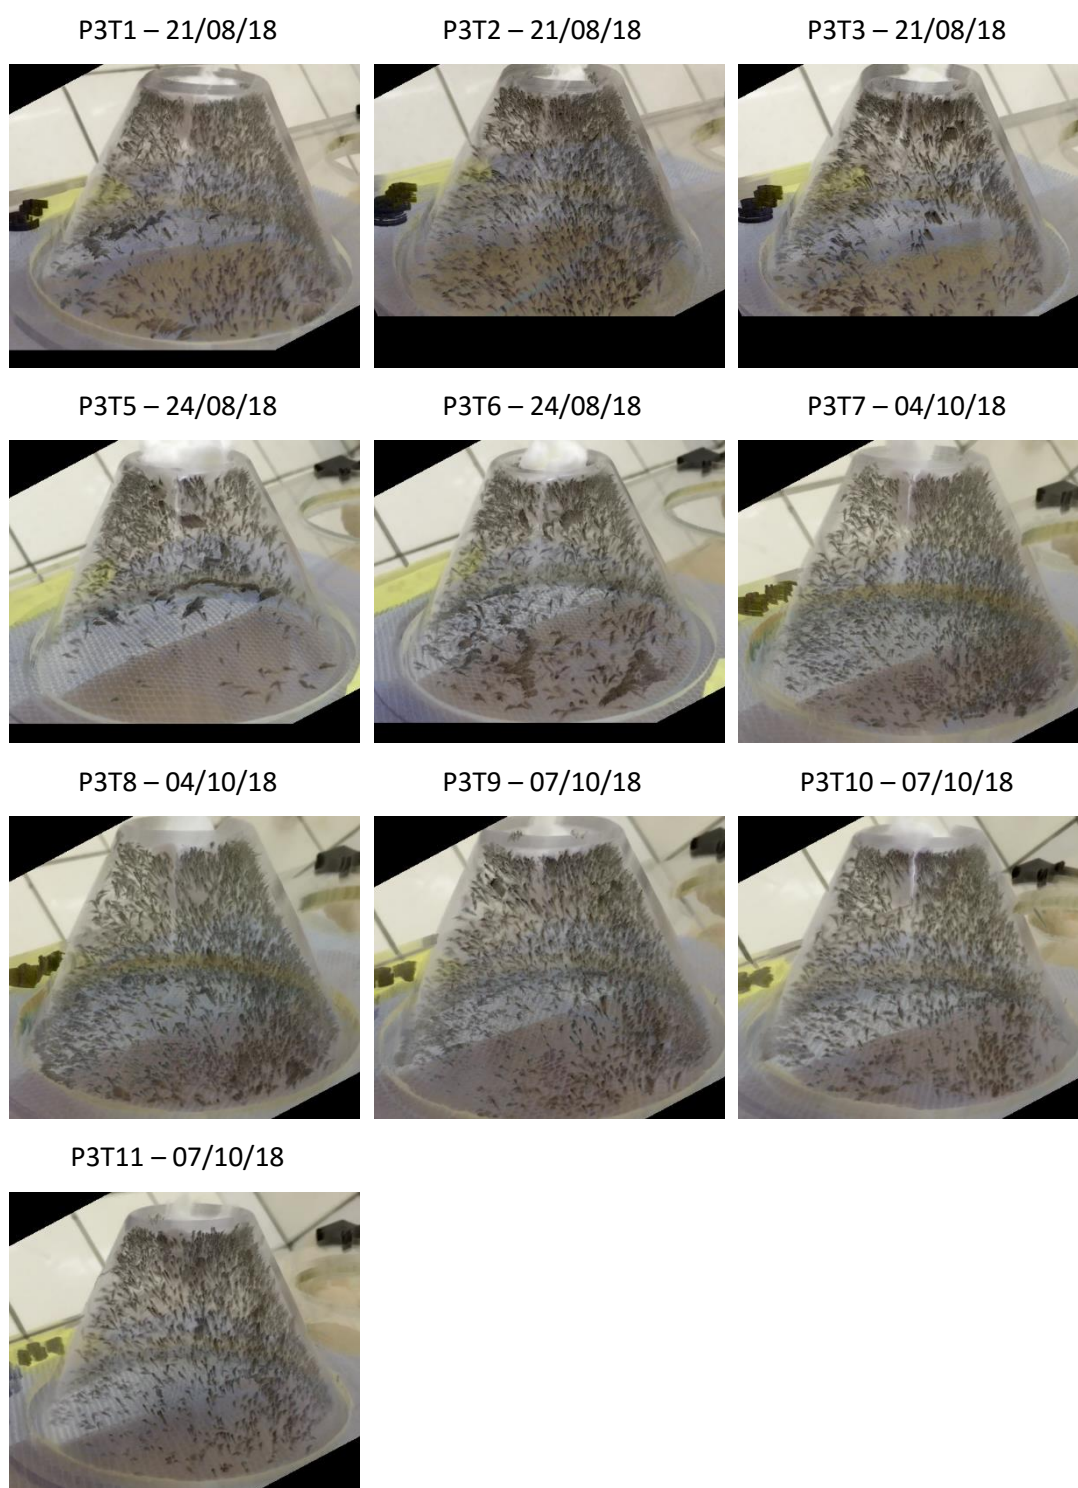 P3T1 – 21/08/18
P3T2 – 21/08/18
P3T3 – 21/08/18
P3T5 – 24/08/18
P3T6 – 24/08/18
P3T7 – 04/10/18
P3T8 – 04/10/18
P3T9 – 07/10/18
P3T10 – 07/10/18
P3T11 – 07/10/18